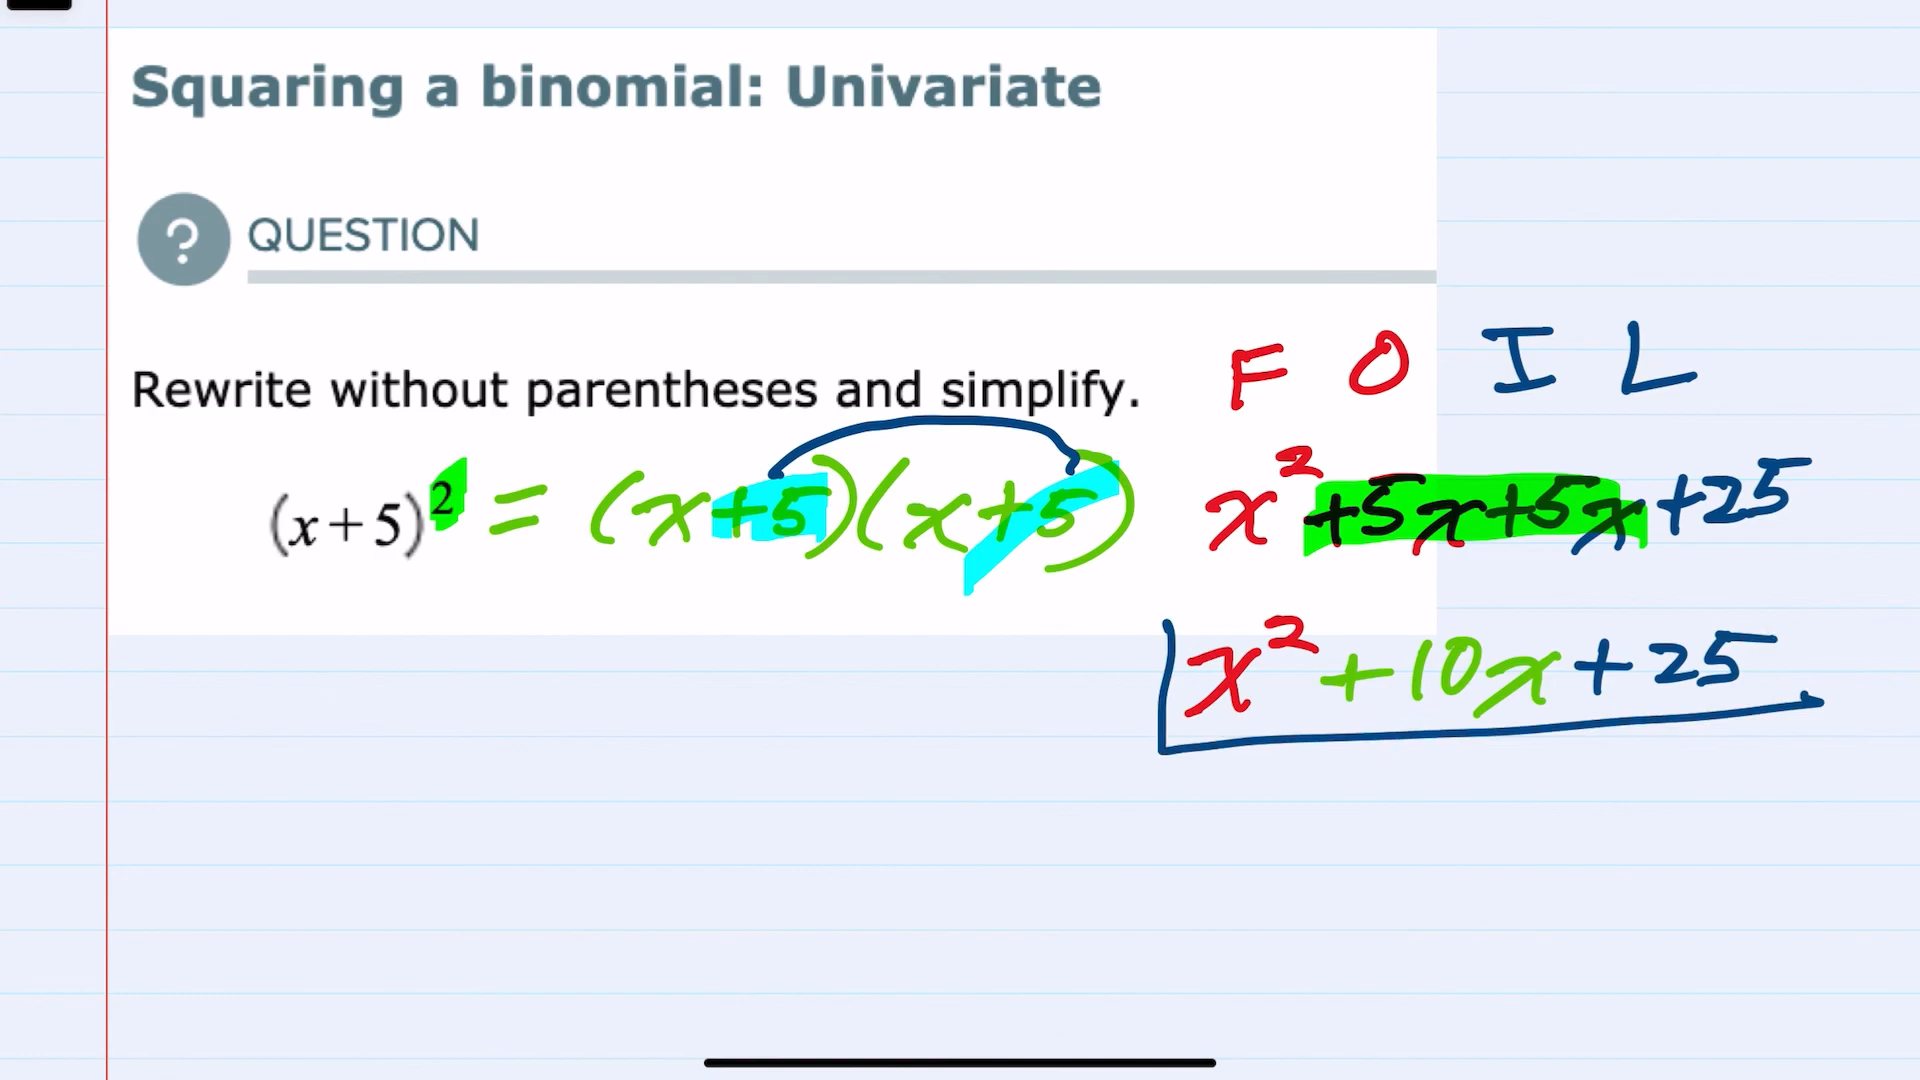 Squaring a binomial: Univariate
? QUESTION
Rewrite without parentheses and simplify.
F O I L
(x+5)² = (x+5)(x+5) x²+5x+5x+25
x²+10x+25